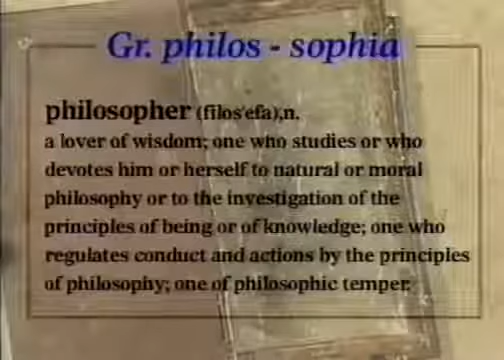 Gr. philos - sophia
philosopher (filos'efa),n.
a lover of wisdom; one who studies or who
devotes him or herself to natural or moral
philosophy or to the investigation of the
principles of being or of knowledge; one who
regulates conduct and actions by the principles
of philosophy; one of philosophic temper.